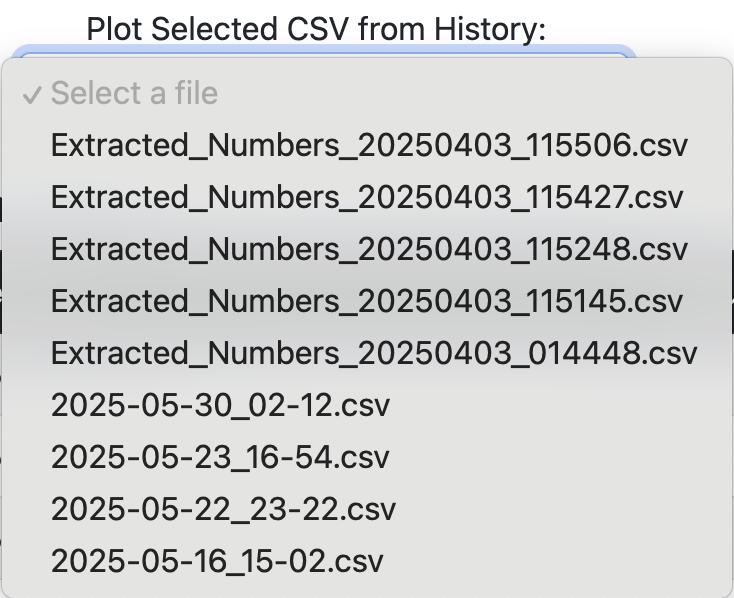 Plot Selected CSV from History:
✓ Select a file
Extracted_Numbers_20250403_115506.csv
Extracted_Numbers_20250403_115427.csv
Extracted_Numbers_20250403_115248.csv
Extracted_Numbers_20250403_115145.csv
Extracted_Numbers_20250403_014448.csv
2025-05-30_02-12.csv
2025-05-23_16-54.csv
2025-05-22_23-22.csv
2025-05-16_15-02.csv